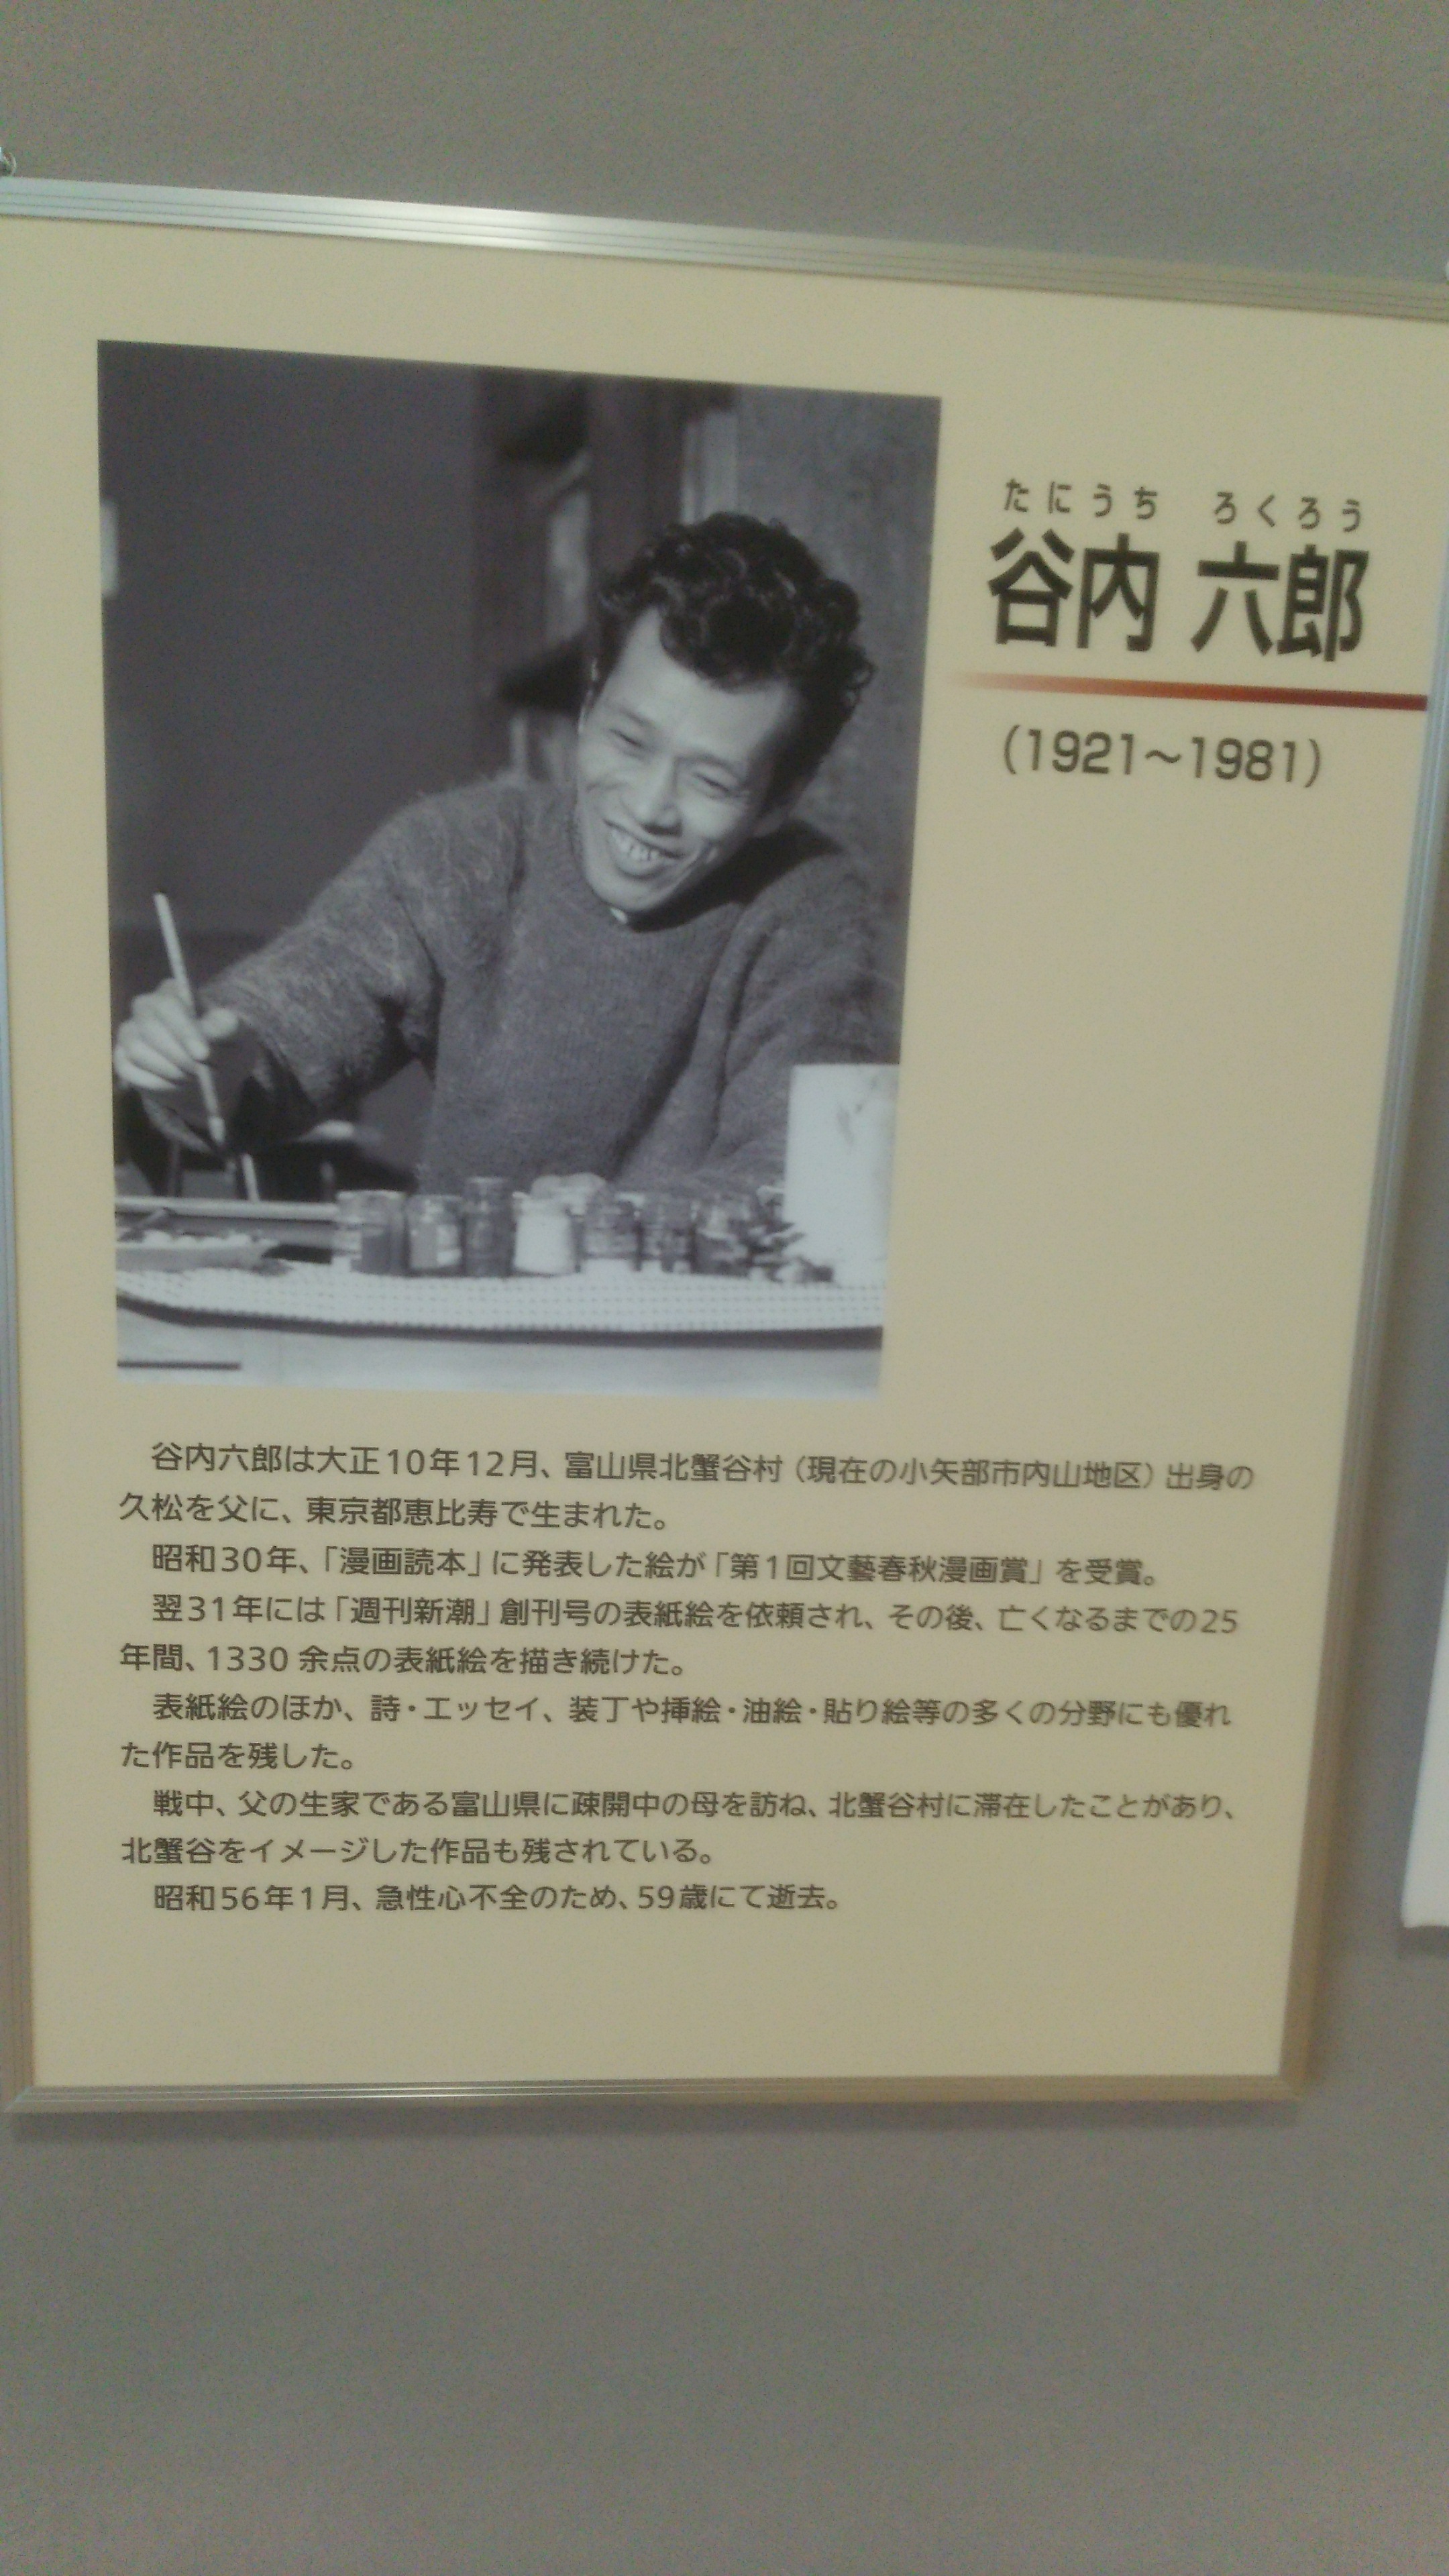 たにうち ろくろう
谷内 六郎
(1921～1981)
谷内六郎は大正10年12月、富山県北蟹谷村(現在の小矢部市内山地区)出身の
久松を父に、東京都恵比寿で生まれた。
昭和30年、「漫画読本」に発表した絵が「第1回文藝春秋漫画賞」を受賞。
翌31年には「週刊新潮」創刊号の表紙絵を依頼され、その後、亡くなるまでの25
年間、1330 余点の表紙絵を描き続けた。
表紙絵のほか、詩・エッセイ、装丁や挿絵・油絵・貼り絵等の多くの分野にも優れ
た作品を残した。
戦中、父の生家である富山県に疎開中の母を訪ね、北蟹谷村に滞在したことがあり、
北蟹谷をイメージした作品も残されている。
昭和56年1月、急性心不全のため、59歳にて逝去。